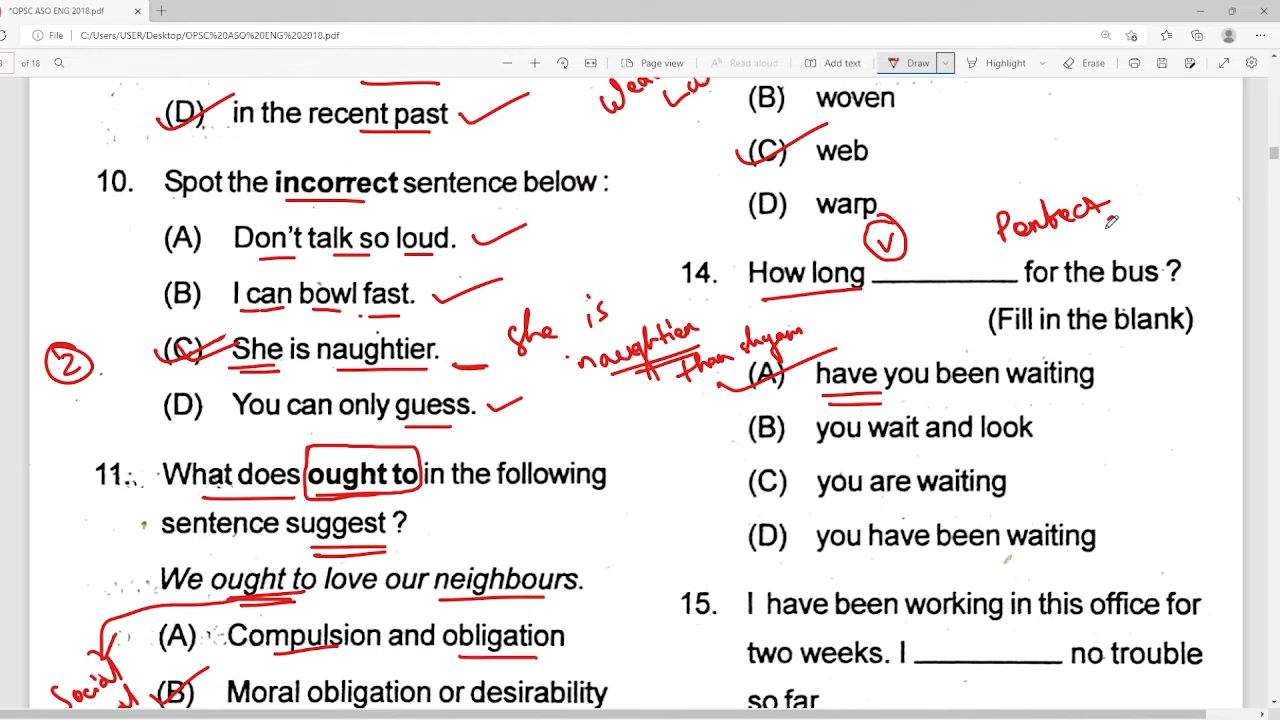 *OPSC ASO ENG 2018.pdf
File C:/Users/USER/Desktop/OPSC%20ASO%20ENG%202018.pdf
3 of 18 Page view Read aloud Add text Draw Highlight Erase
(D) in the recent past
10. Spot the incorrect sentence below :
(A) Don't talk so loud.
(B) I can bowl fast.
(C) She is naughtier.
she is
naughtier
than shyam
2
(D) You can only guess.
11. What does ought to in the following
sentence suggest ?
We ought to love our neighbours.
(A) Compulsion and obligation
Social
(B) Moral obligation or desirability
(B) woven
(C) web
(D) warp
V
Perfect
14. How long __________ for the bus ?
(Fill in the blank)
(A) have you been waiting
(B) you wait and look
(C) you are waiting
(D) you have been waiting
15. I have been working in this office for
two weeks. I __________ no trouble
so far